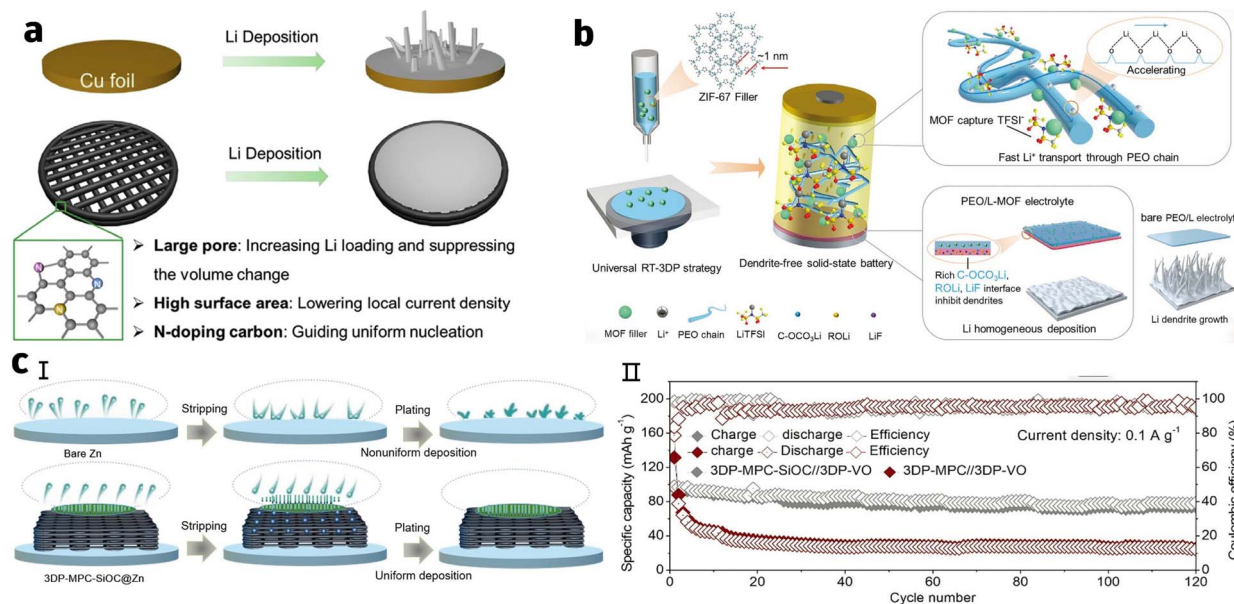 a
Li Deposition
Cu foil
Li Deposition
N
N
N
➤ Large pore: Increasing Li loading and suppressing
the volume change
➤ High surface area: Lowering local current density
➤ N-doping carbon: Guiding uniform nucleation
b
~1 nm
ZIF-67 Filler
Universal RT-3DP strategy
Dendrite-free solid-state battery
Li Li Li
O O O O
Accelerating
MOF capture TFSI⁻
Fast Li⁺ transport through PEO chain
PEO/L-MOF electrolyte
bare PEO/L electrolyt
Rich C-OCO₃Li,
ROLi, LiF interface
inhibit dendrites
Li homogeneous deposition
Li dendrite growth
MOF filler Li⁺ PEO chain LiTFSI C-OCO₃Li ROLi LiF
c I
Stripping
Plating
Bare Zn
Nonuniform deposition
Stripping
Plating
3DP-MPC-SiOC@Zn
Uniform deposition
II
Specific capacity (mAh g⁻¹)
200
160
120
80
40
0
Charge discharge Efficiency
charge Discharge Efficiency
3DP-MPC-SiOC//3DP-VO 3DP-MPC//3DP-VO
Current density: 0.1 A g⁻¹
100
80
60
40
20
0
Coulombic efficiency (%)
0 20 40 60 80 100 120
Cycle number